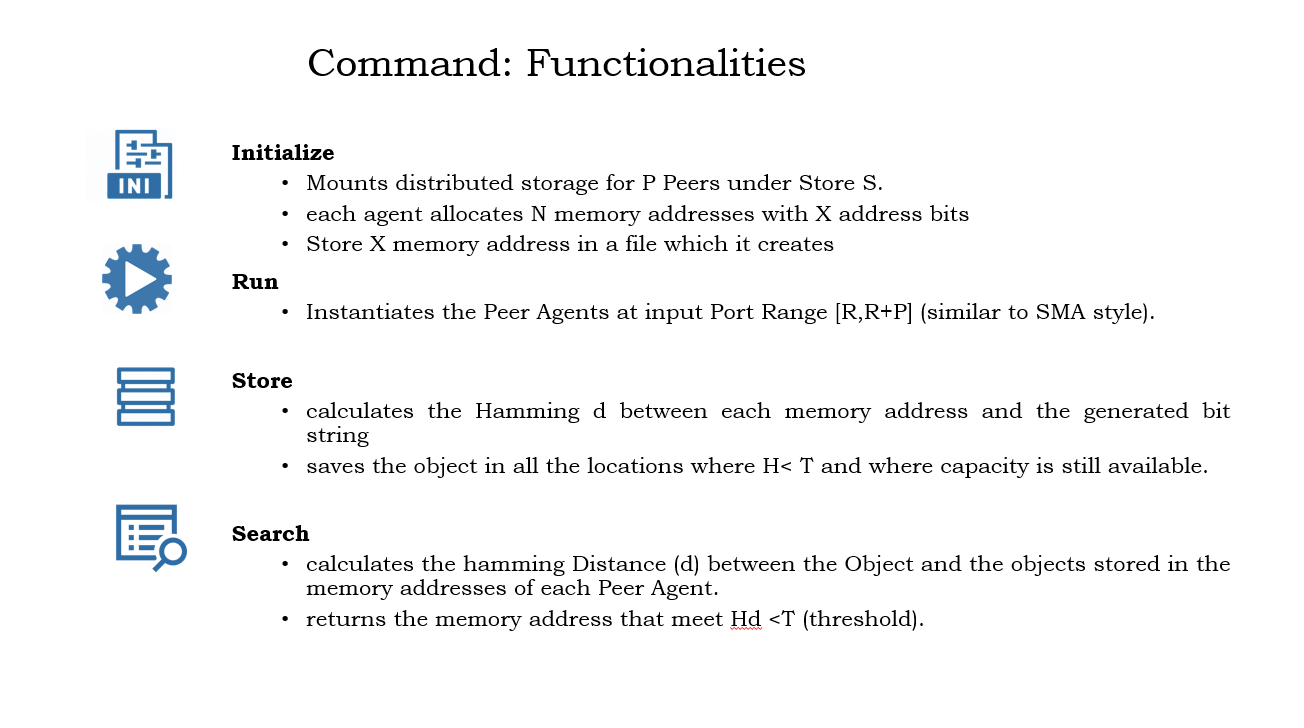 Command: Functionalities
INI
Initialize
• Mounts distributed storage for P Peers under Store S.
• each agent allocates N memory addresses with X address bits
• Store X memory address in a file which it creates
Run
• Instantiates the Peer Agents at input Port Range [R,R+P] (similar to SMA style).
Store
• calculates the Hamming d between each memory address and the generated bit
string
• saves the object in all the locations where H< T and where capacity is still available.
Search
• calculates the hamming Distance (d) between the Object and the objects stored in the
memory addresses of each Peer Agent.
• returns the memory address that meet Hd <T (threshold).